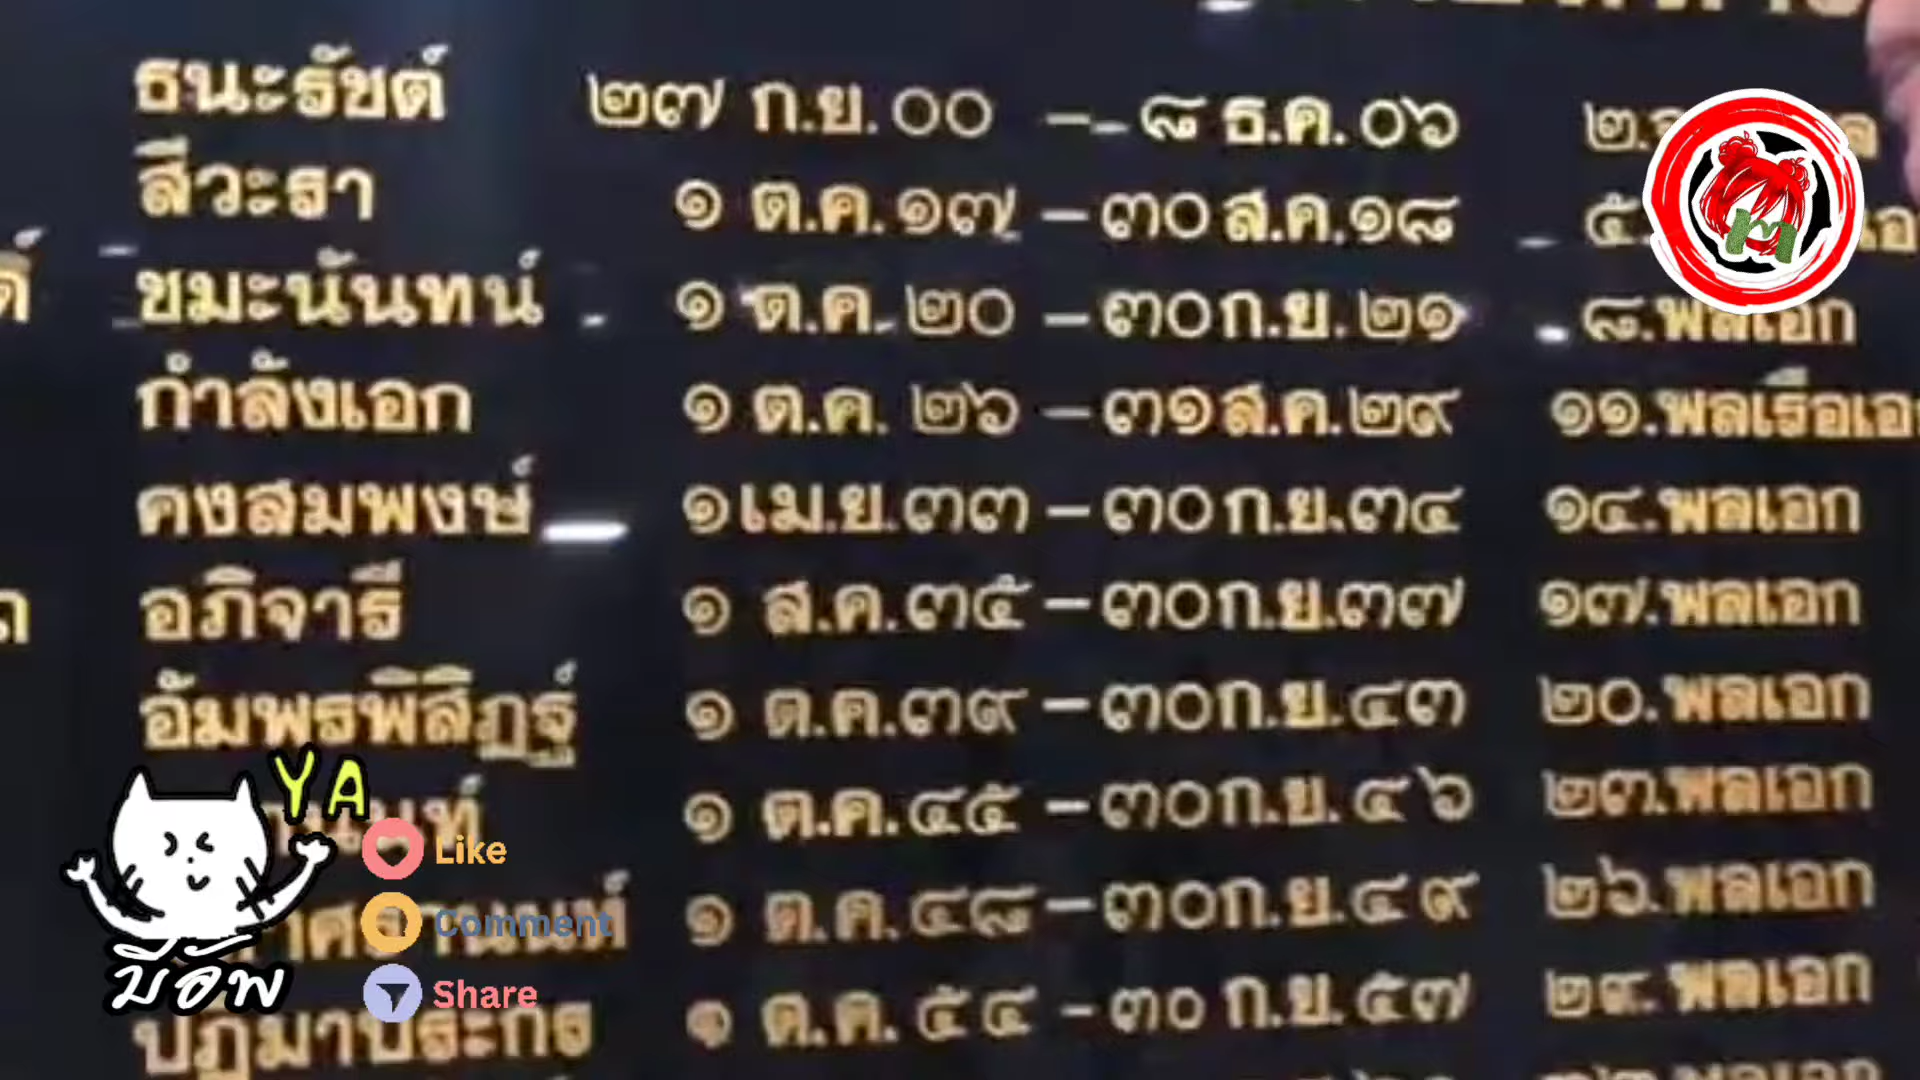 ธนะรัชต์ ๒๗ ก.ย. ๐๐ - ๘ ธ.ค. ๐๖ ๒.
สีวะรา ๑ ต.ค.๑๗ - ๓๐ ส.ค.๑๘ ๕.
ชมะนันทน์ ๑ ต.ค. ๒๐ - ๓๐ ก.ย.๒๑ ๘.พลเอก
กำลังเอก ๑ ต.ค. ๒๖ - ๓๑ ส.ค.๒๙ ๑๑.พลเรือเอก
คงสมพงษ์ ๑ เม.ย.๓๓ - ๓๐ ก.ย.๓๔ ๑๔.พลเอก
อภิจารี ๑ ส.ค.๓๕ - ๓๐ ก.ย.๓๗ ๑๗.พลเอก
อัมพรพิสิฏฐ์ ๑ ต.ค.๓๙ - ๓๐ ก.ย.๔๓ ๒๐.พลเอก
๑ ต.ค.๔๕ - ๓๐ ก.ย.๔๖ ๒๓.พลเอก
๑ ต.ค.๔๘ - ๓๐ ก.ย.๔๙ ๒๖.พลเอก
ปฏิมาประกร ๑ ต.ค.๕๔ - ๓๐ ก.ย.๕๗ ๒๙.พลเอก
YA
Like
Comment
Share
มีอัพ